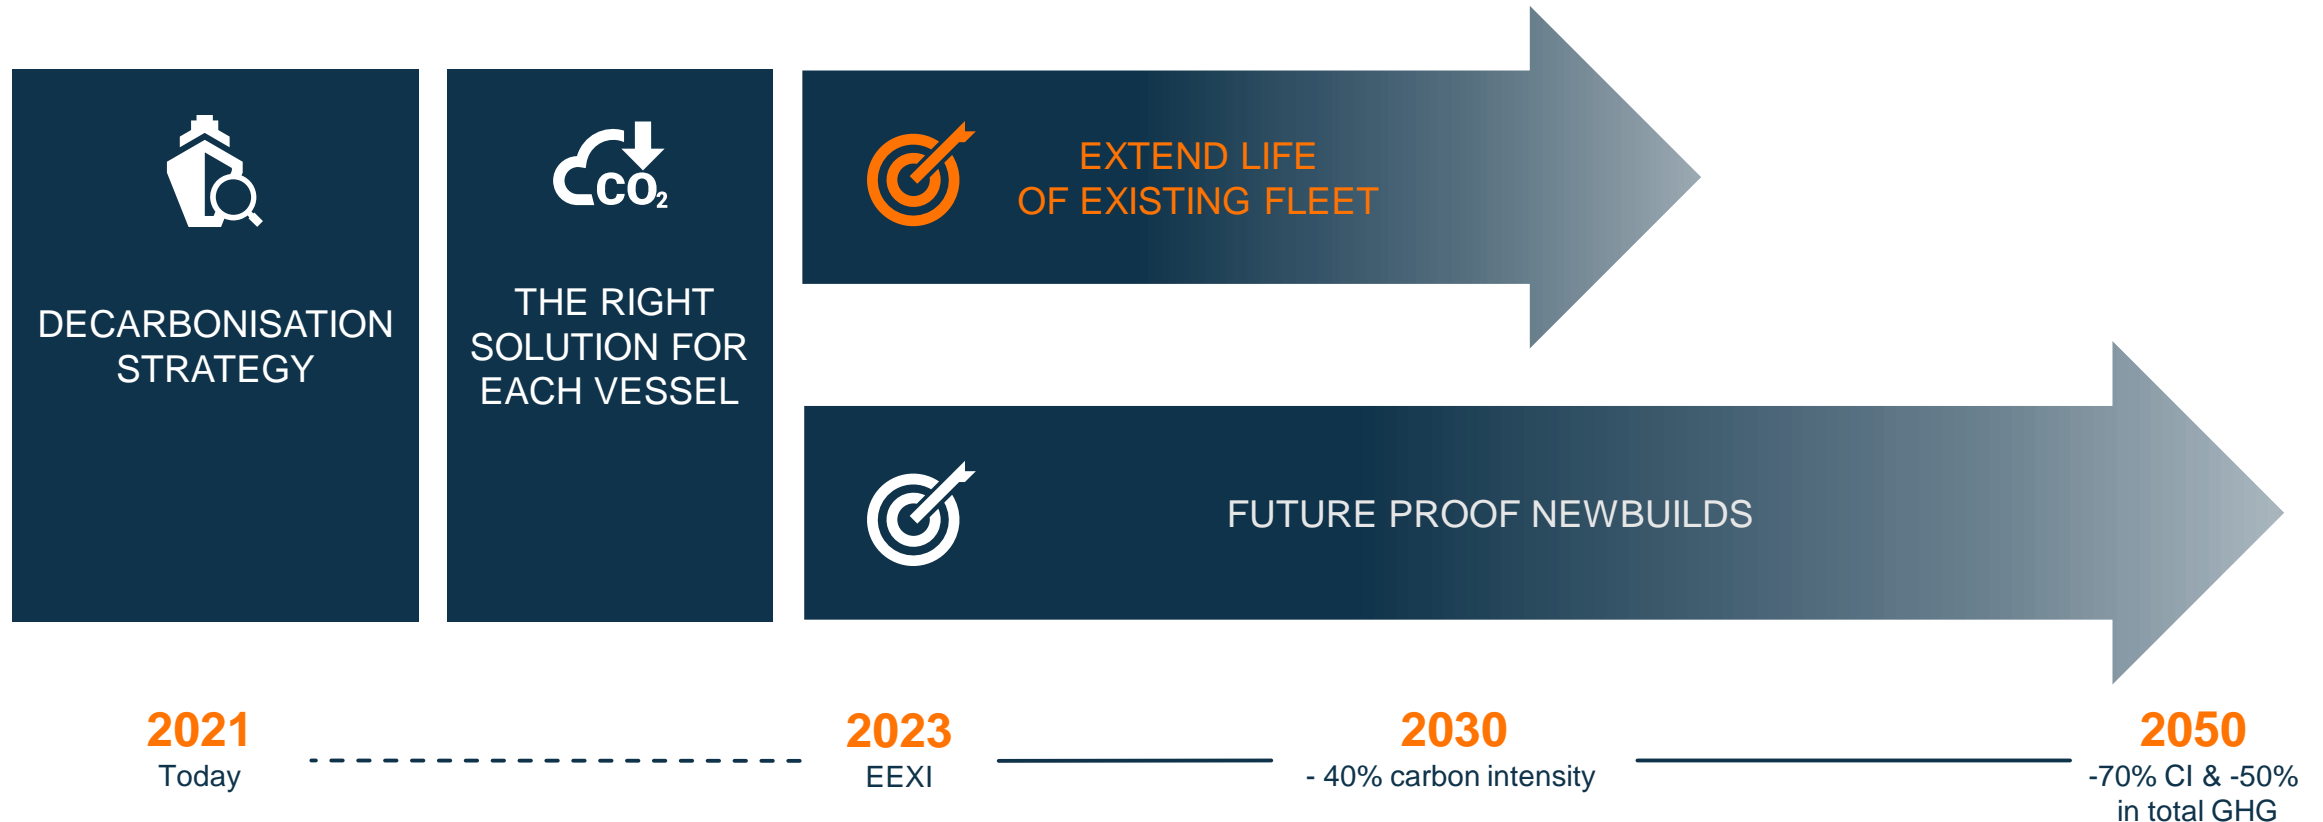 DECARBONISATION
STRATEGY
CO₂
THE RIGHT
SOLUTION FOR
EACH VESSEL
EXTEND LIFE
OF EXISTING FLEET
FUTURE PROOF NEWBUILDS
2021
Today
2023
EEXI
2030
- 40% carbon intensity
2050
-70% CI & -50%
in total GHG